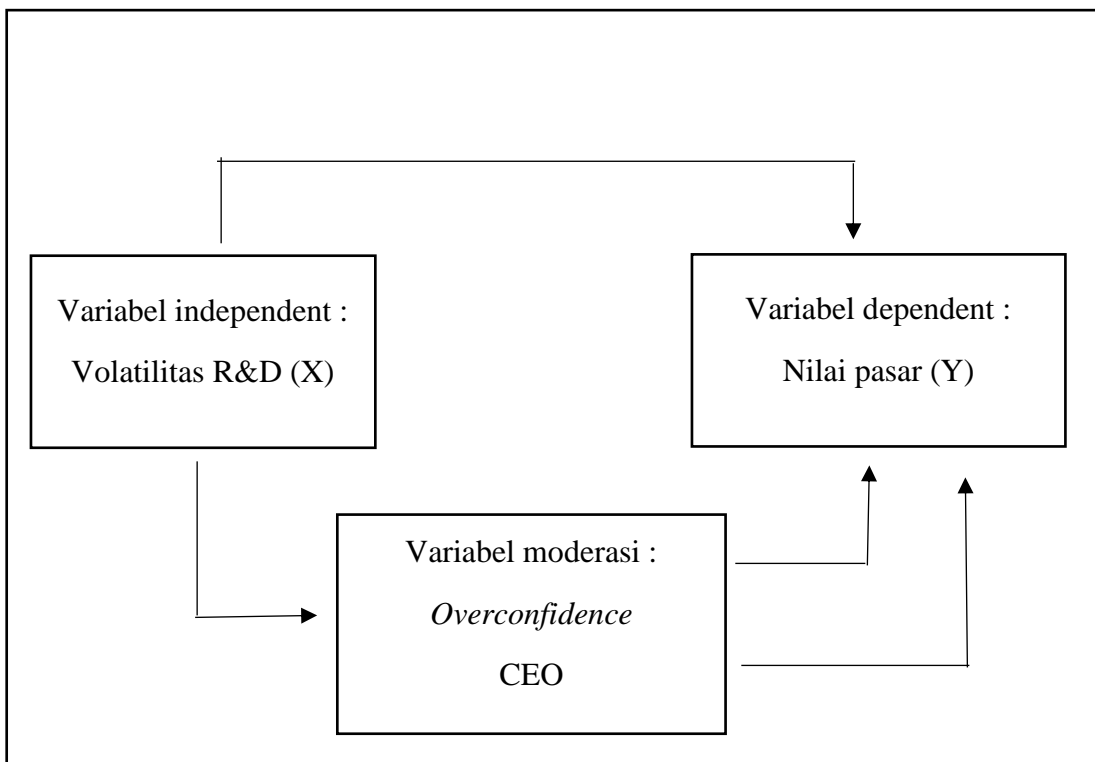 Variabel independent :
Volatilitas R&D (X)
Variabel dependent :
Nilai pasar (Y)
Variabel moderasi :
Overconfidence
CEO